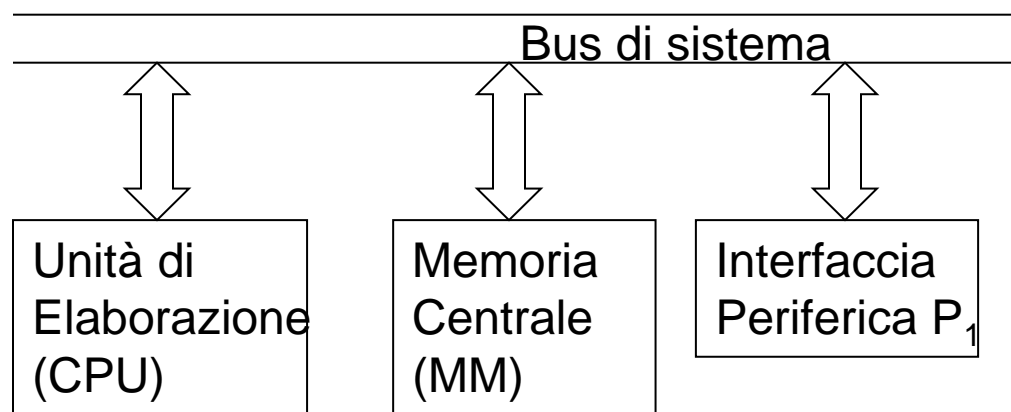 Bus di sistema
Unità di
Elaborazione
(CPU)
Memoria
Centrale
(MM)
Interfaccia
Periferica P₁